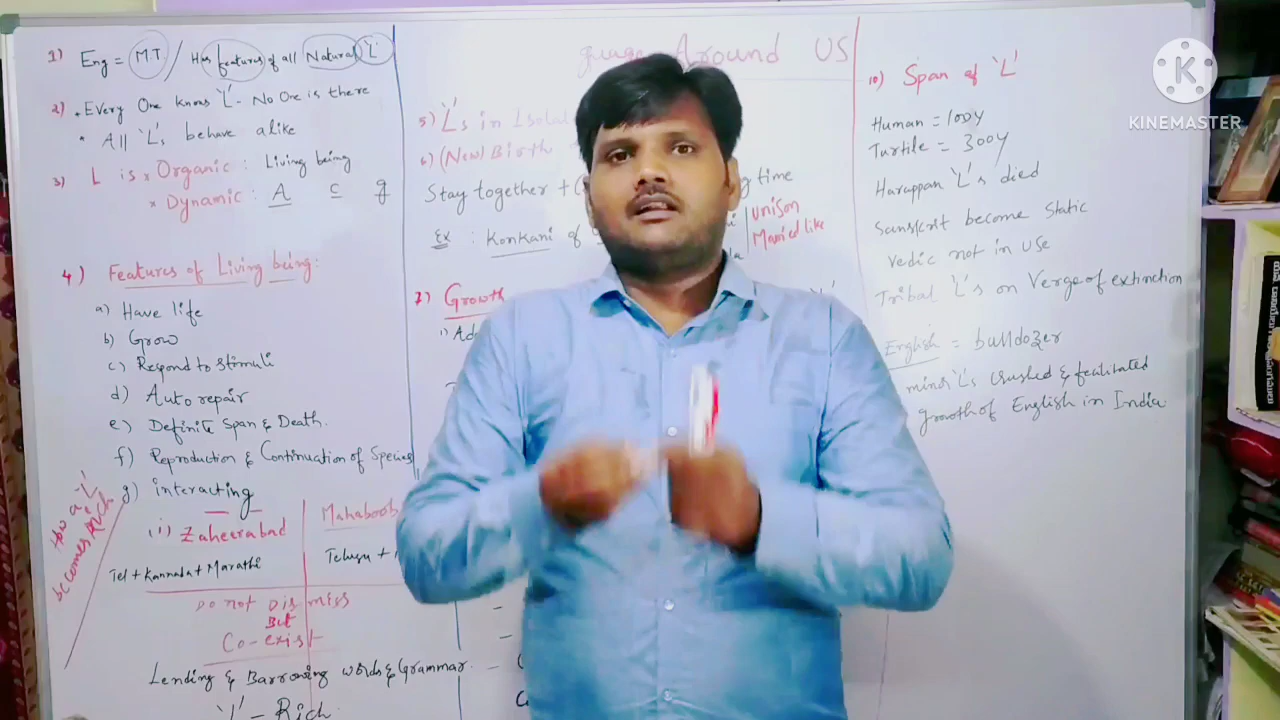 guage Around US
1) Eng = MT / Has features of all Natural 'L'
2) • Every One knows 'L' - No One is there
* All 'L's behave alike
3) L is x Organic : Living being
* Dynamic : A C g
4) Features of Living being:
a) Have life
b) Grow
c) Respond to stimuli
d) Auto repair
e) Definite Span & Death.
f) Reproduction & Continuation of Species
g) interacting
How a 'L' becomes Rich
(i) Zaheerabad
Tel + Kannada + Marathi
Mahaboob
Telugu +
Do not Dismiss
But
Co-exist
Lending & Barrowing words & Grammar.
'L' - Rich
5) 'L's in Isolat
6) (New) Birth
Stay together + time
Ex : Konkani of
unison
Married like
7) Growth 'L'
1) Ad
10) Span of 'L'
Human = 100y
Turtile = 300y
Harappan 'L's died
Sanskrit become static
Vedic not in use
Tribal 'L's on Verge of extinction
English = bulldozer
minor 'L's crushed & fecilitated
growth of English in India
K
KINEMASTER